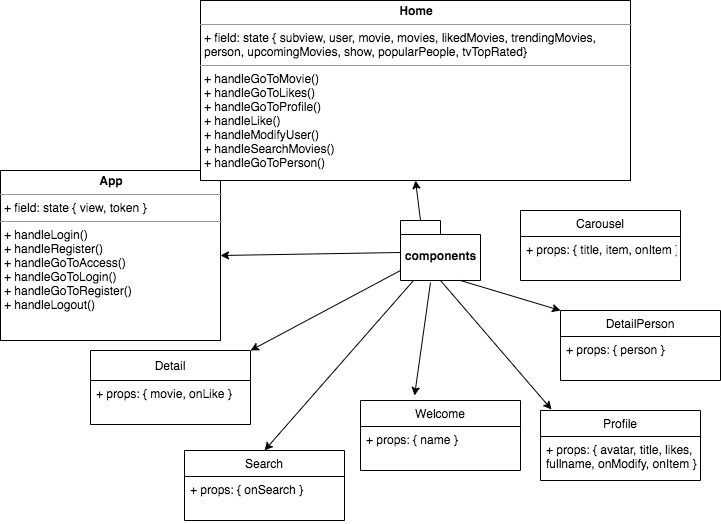 Home
+ field: state { subview, user, movie, movies, likedMovies, trendingMovies,
person, upcomingMovies, show, popularPeople, tvTopRated}
+ handleGoToMovie()
+ handleGoToLikes()
+ handleGoToProfile()
+ handleLike()
+ handleModifyUser()
+ handleSearchMovies()
+ handleGoToPerson()
App
+ field: state { view, token }
+ handleLogin()
+ handleRegister()
+ handleGoToAccess()
+ handleGoToLogin()
+ handleGoToRegister()
+ handleLogout()
components
Carousel
+ props: { title, item, onItem }
DetailPerson
+ props: { person }
Detail
+ props: { movie, onLike }
Welcome
+ props: { name }
Profile
+ props: { avatar, title, likes,
fullname, onModify, onItem }
Search
+ props: { onSearch }